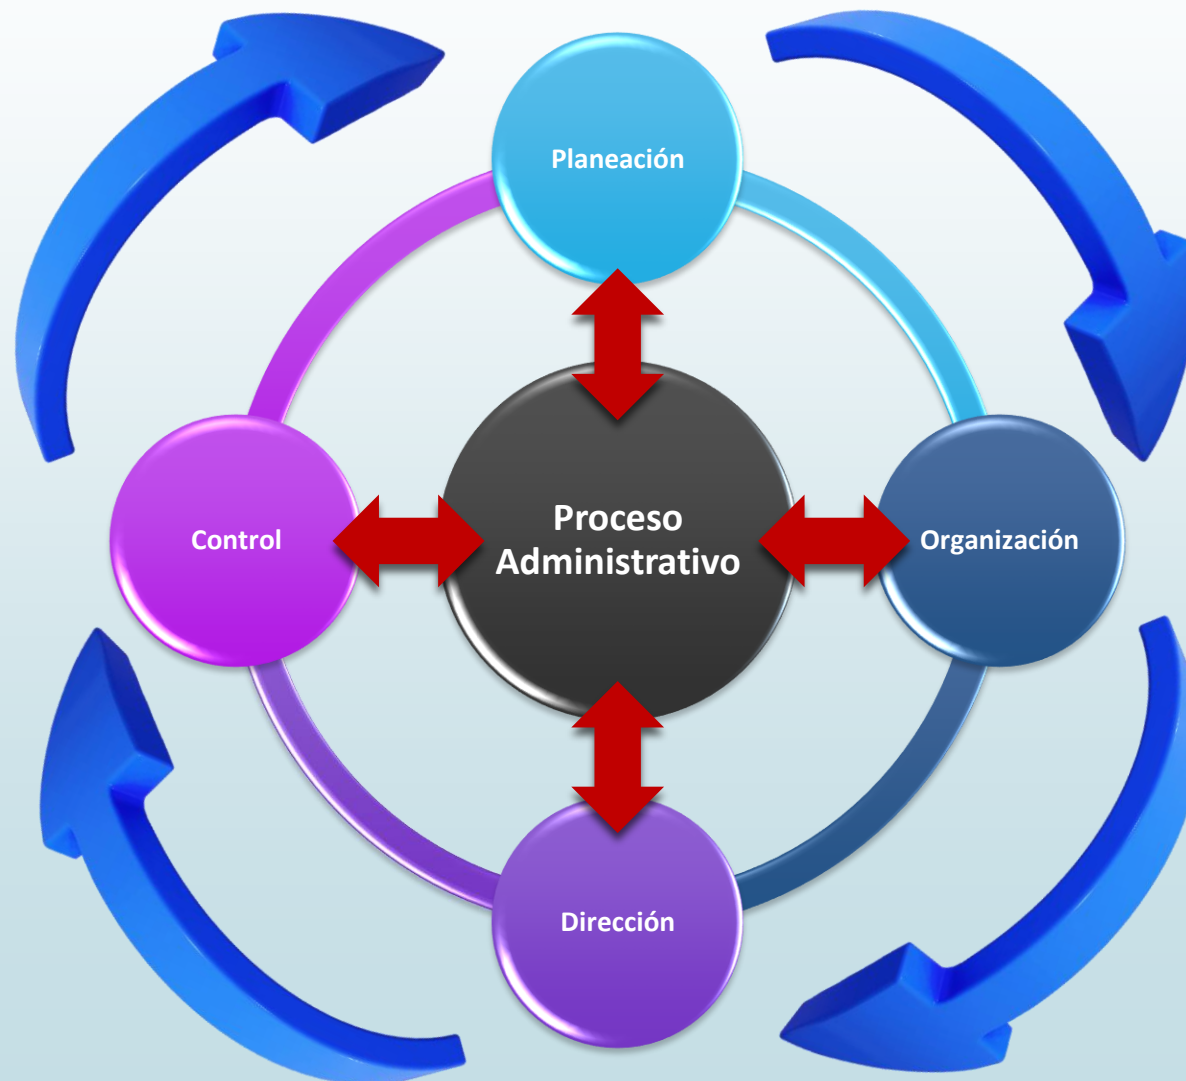 Planeación
Control
Proceso
Administrativo
Organización
Dirección